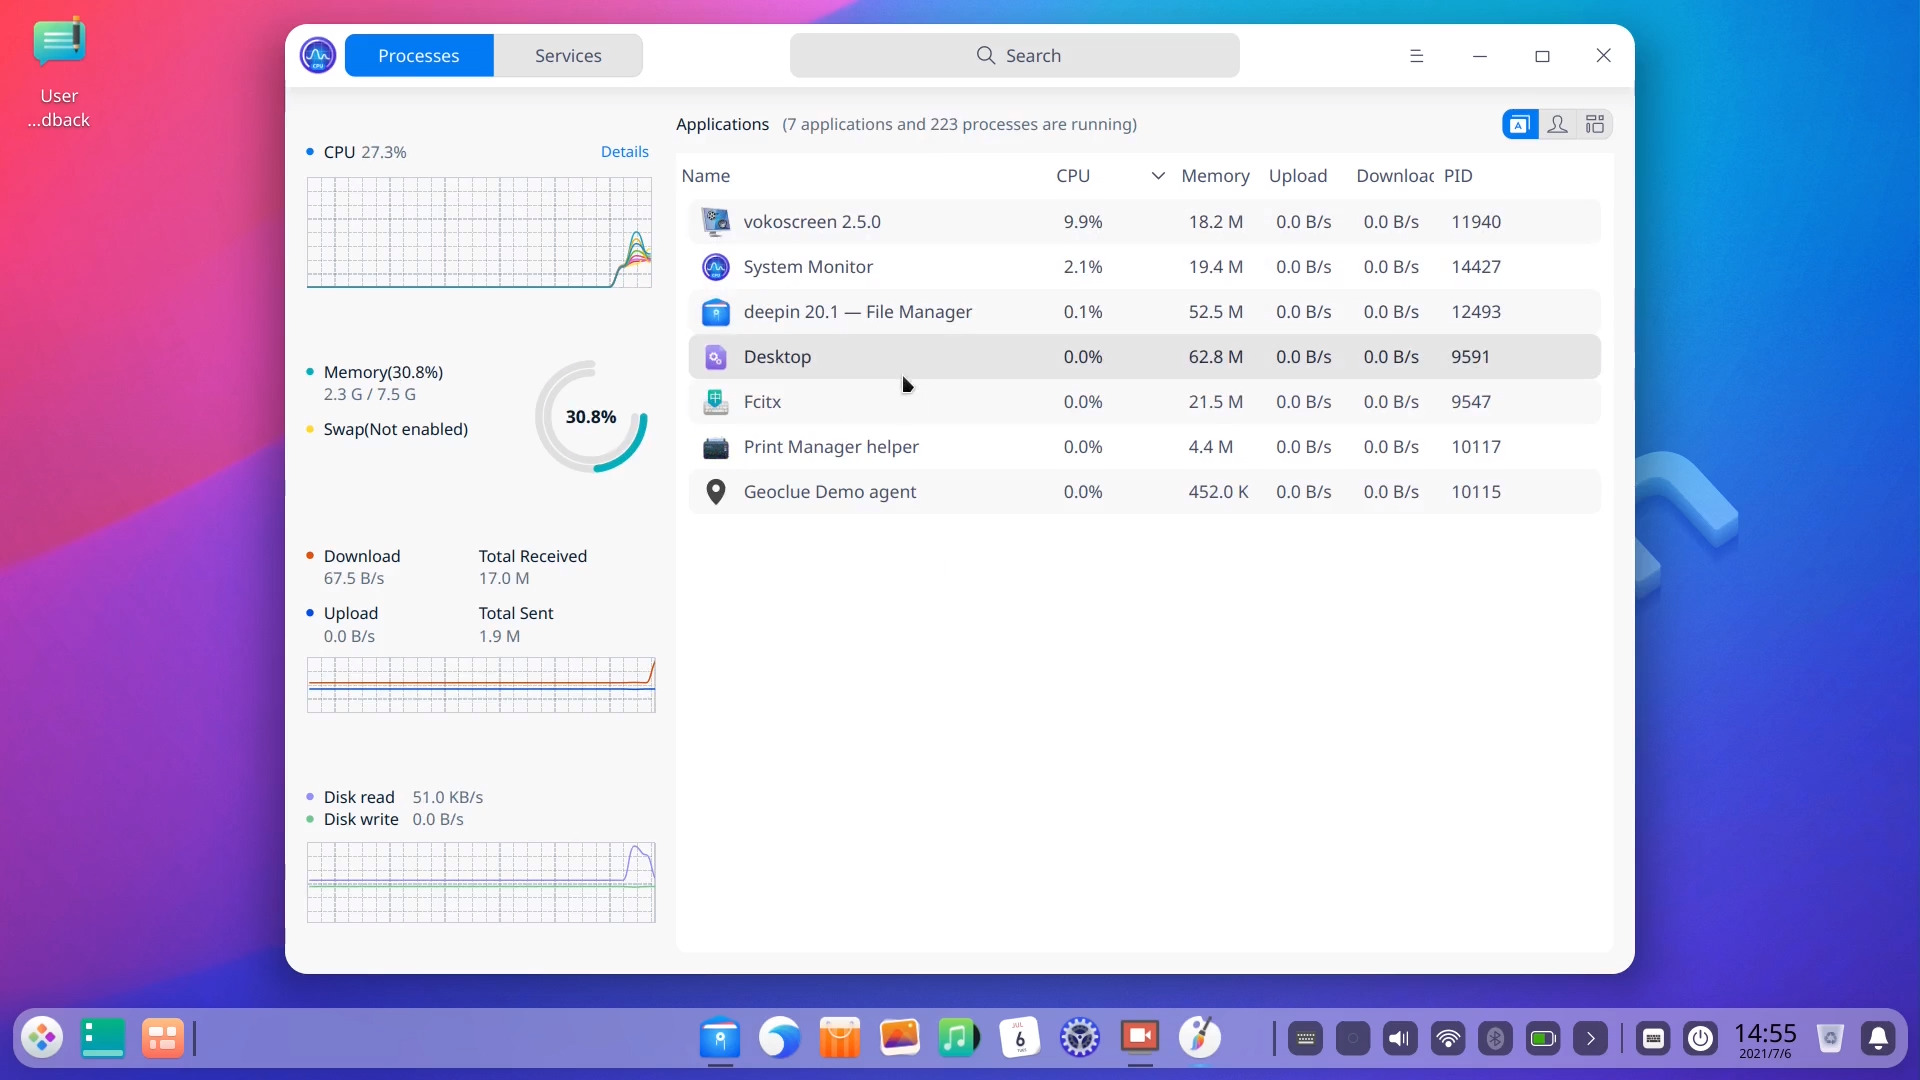 User
...dback
Processes
Services
Search
CPU 27.3%
Details
Memory(30.8%)
2.3 G / 7.5 G
Swap(Not enabled)
30.8%
Download
67.5 B/s
Total Received
17.0 M
Upload
0.0 B/s
Total Sent
1.9 M
Disk read 51.0 KB/s
Disk write 0.0 B/s
Applications (7 applications and 223 processes are running)
Name CPU Memory Upload Downloac PID
vokoscreen 2.5.0 9.9% 18.2 M 0.0 B/s 0.0 B/s 11940
System Monitor 2.1% 19.4 M 0.0 B/s 0.0 B/s 14427
deepin 20.1 — File Manager 0.1% 52.5 M 0.0 B/s 0.0 B/s 12493
Desktop 0.0% 62.8 M 0.0 B/s 0.0 B/s 9591
Fcitx 0.0% 21.5 M 0.0 B/s 0.0 B/s 9547
Print Manager helper 0.0% 4.4 M 0.0 B/s 0.0 B/s 10117
Geoclue Demo agent 0.0% 452.0 K 0.0 B/s 0.0 B/s 10115
JUL
6
14:55
2021/7/6